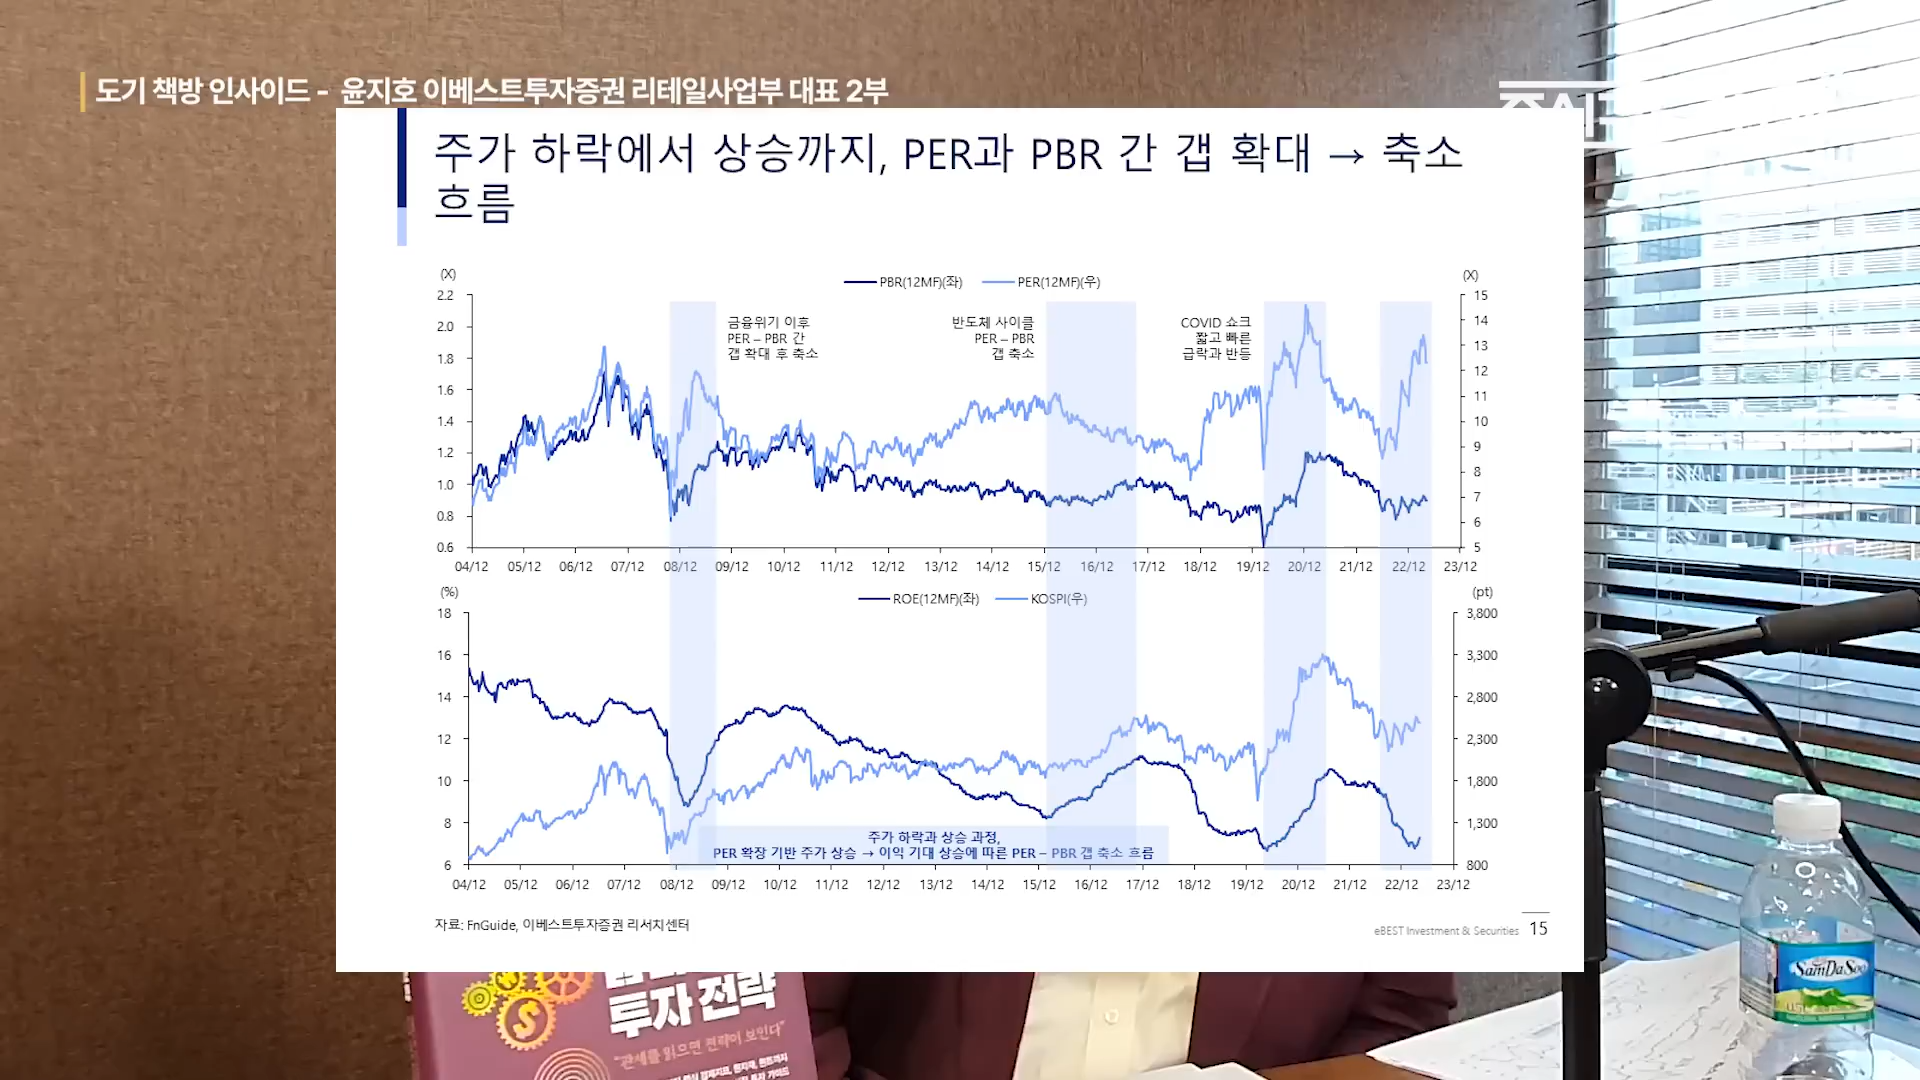 도기 책방 인사이드 - 윤지호 이베스트투자증권 리테일사업부 대표 2부
주가 하락에서 상승까지, PER과 PBR 간 갭 확대 → 축소
흐름
(X)
PBR(12MF)(좌)
PER(12MF)(우)
(X)
2.2
2.0
1.8
1.6
1.4
1.2
1.0
0.8
0.6
금융위기 이후
PER – PBR 간
갭 확대 후 축소
반도체 사이클
PER – PBR
갭 축소
COVID 쇼크
짧고 빠른
급락과 반등
15
14
13
12
11
10
9
8
7
6
5
04/12 05/12 06/12 07/12 08/12 09/12 10/12 11/12 12/12 13/12 14/12 15/12 16/12 17/12 18/12 19/12 20/12 21/12 22/12 23/12
(%)
ROE(12MF)(좌)
KOSPI(우)
(pt)
18
16
14
12
10
8
6
3,800
3,300
2,800
2,300
1,800
1,300
800
주가 하락과 상승 과정,
PER 확장 기반 주가 상승 → 이익 기대 상승에 따른 PER – PBR 갭 축소 흐름
04/12 05/12 06/12 07/12 08/12 09/12 10/12 11/12 12/12 13/12 14/12 15/12 16/12 17/12 18/12 19/12 20/12 21/12 22/12 23/12
자료: FnGuide, 이베스트투자증권 리서치센터
eBEST Investment & Securities 15
투자 전략
SamDaSoo